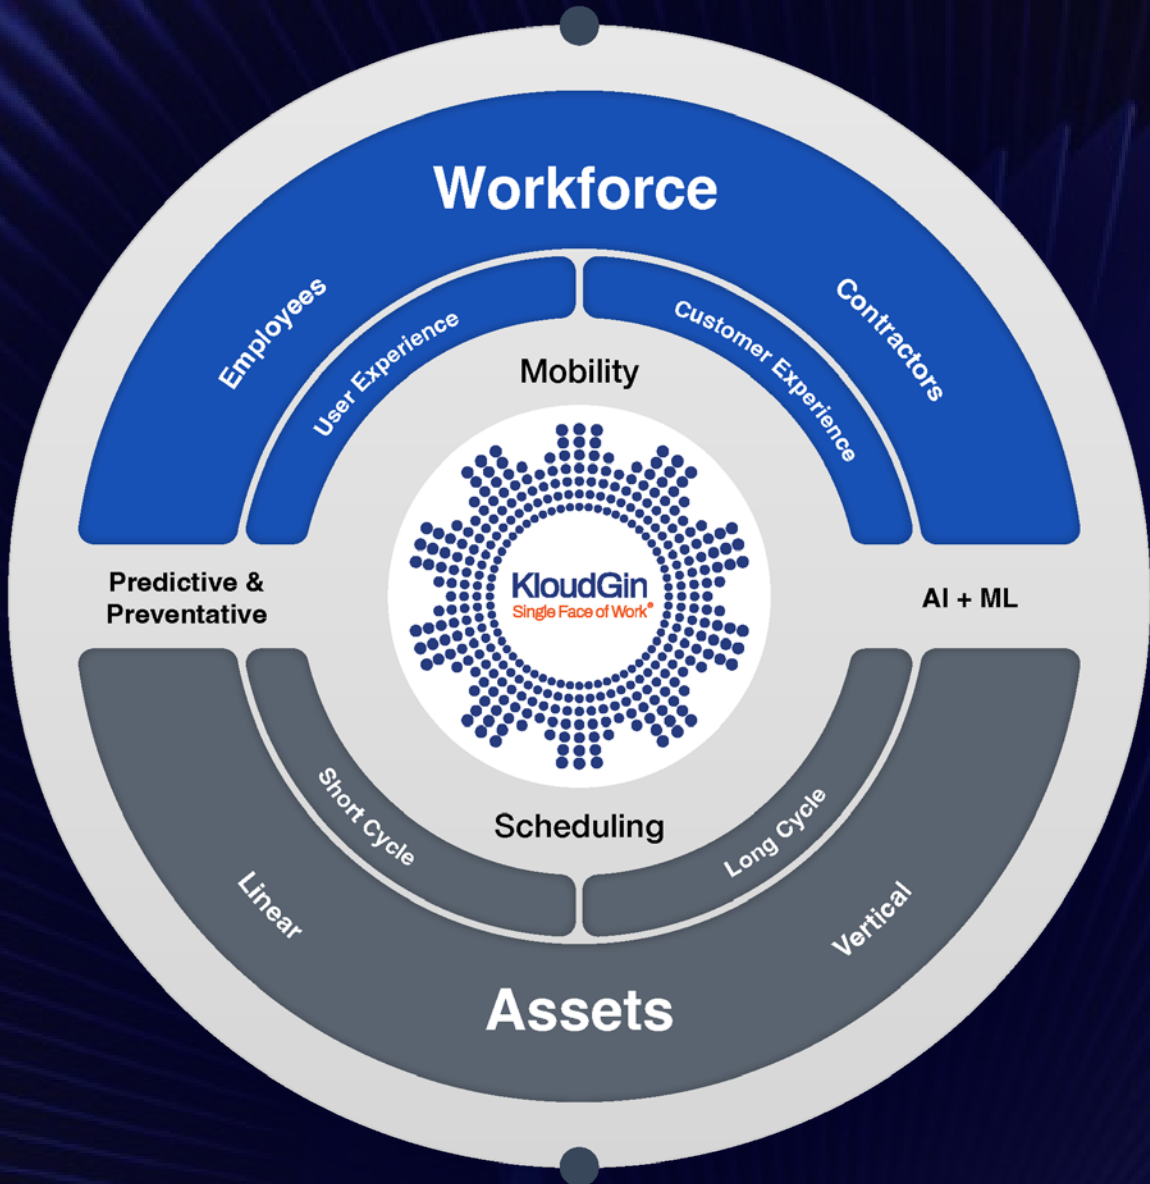 Workforce
Employees
Contractors
User Experience
Customer Experience
Mobility
KloudGin
Single Face of Work®
Predictive &
Preventative
AI + ML
Scheduling
Short Cycle
Long Cycle
Linear
Vertical
Assets